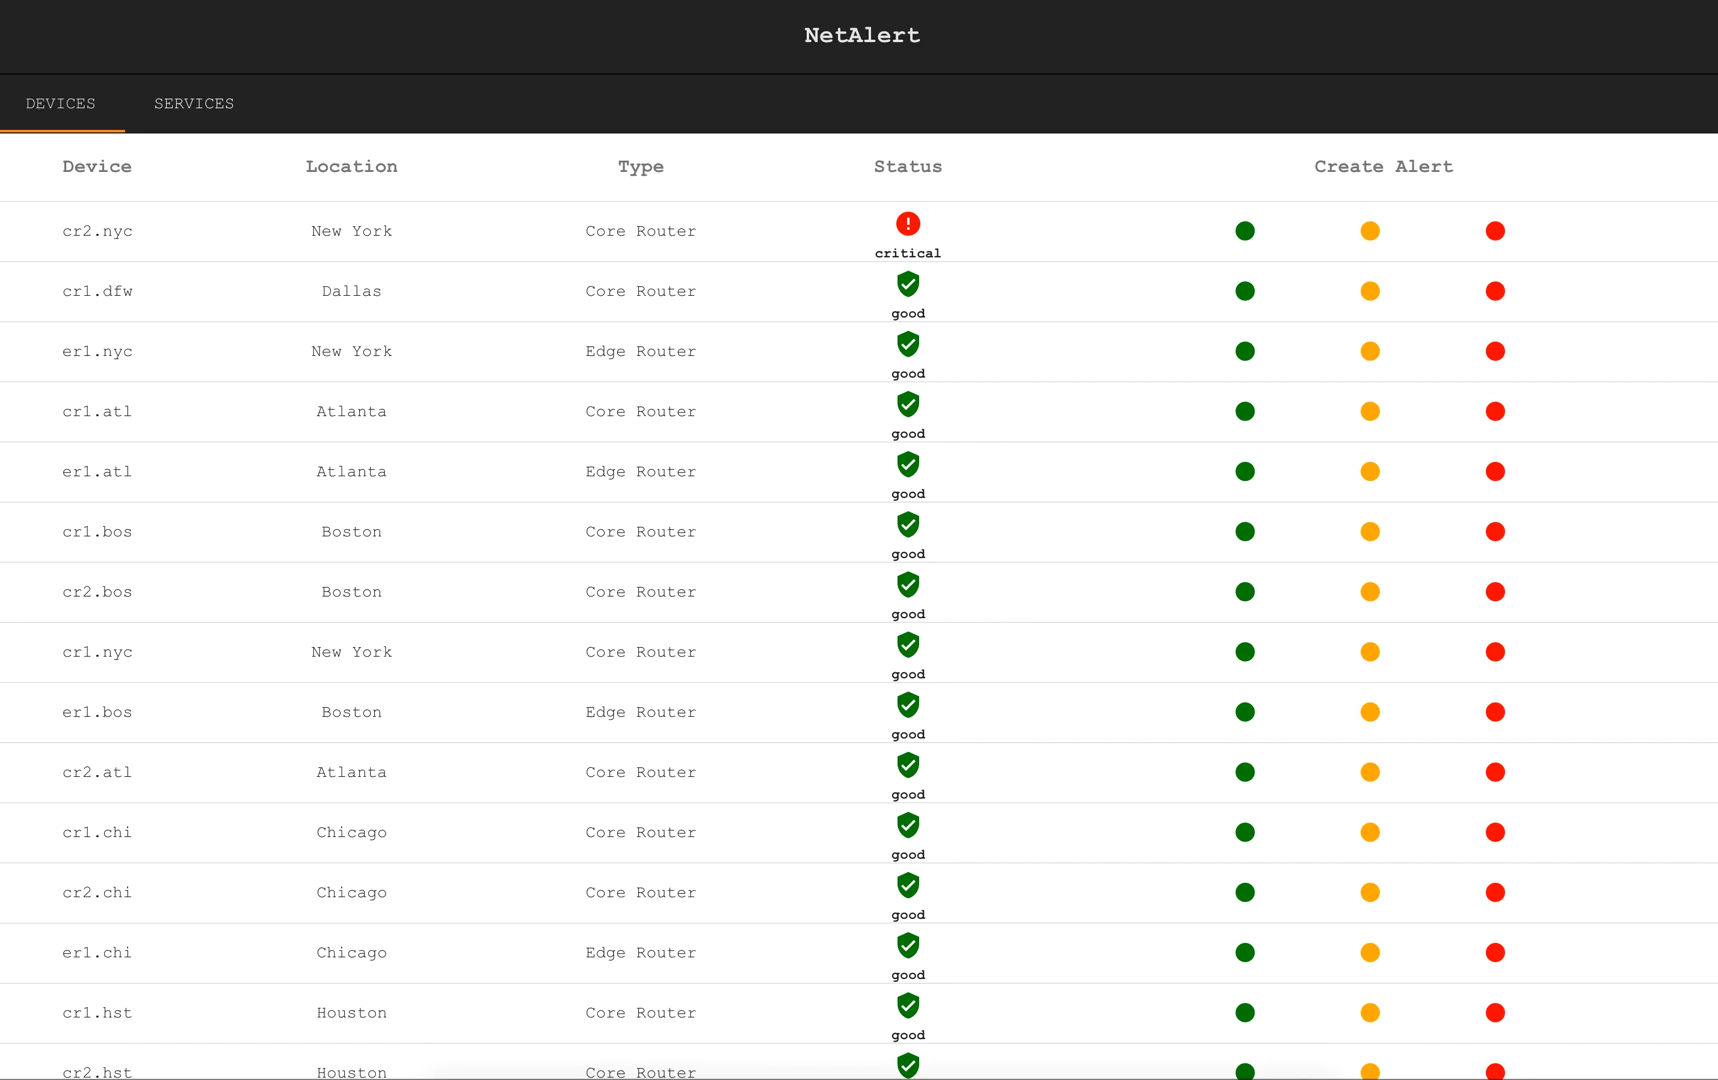 NetAlert
DEVICES SERVICES
Device Location Type Status Create Alert
cr2.nyc New York Core Router critical
cr1.dfw Dallas Core Router good
er1.nyc New York Edge Router good
cr1.atl Atlanta Core Router good
er1.atl Atlanta Edge Router good
cr1.bos Boston Core Router good
cr2.bos Boston Core Router good
cr1.nyc New York Core Router good
er1.bos Boston Edge Router good
cr2.atl Atlanta Core Router good
cr1.chi Chicago Core Router good
cr2.chi Chicago Core Router good
er1.chi Chicago Edge Router good
cr1.hst Houston Core Router good
cr2.hst Houston Core Router